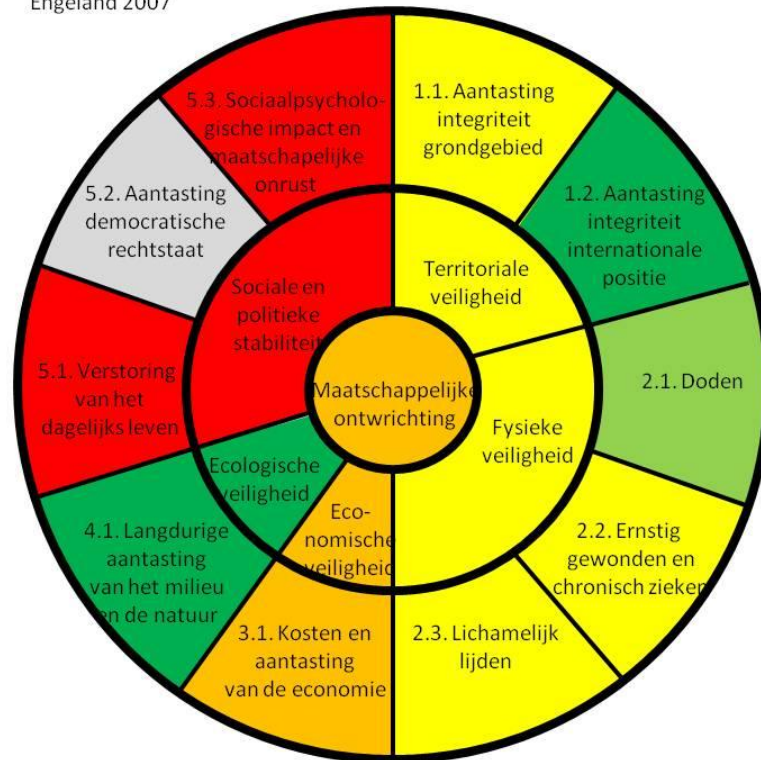 Engeland 2007
5.3. Sociaalpsycholo-
gische impact en
maatschapelijke
onrust
1.1. Aantasting
integriteit
grondgebied
1.2. Aantasting
integriteit
internationale
positie
5.2. Aantasting
democratische
rechtstaat
Sociale en
politieke
stabiliteit
Territoriale
veiligheid
2.1. Doden
5.1. Verstoring
van het
dagelijks leven
Maatschappelijke
ontwrichting
Fysieke
veiligheid
Ecologische
veiligheid
Eco-
nomische
veiligheid
2.2. Ernstig
gewonden en
chronisch zieken
4.1. Langdurige
aantasting
van het milieu
en de natuur
3.1. Kosten en
aantasting
van de economie
2.3. Lichamelijk
lijden